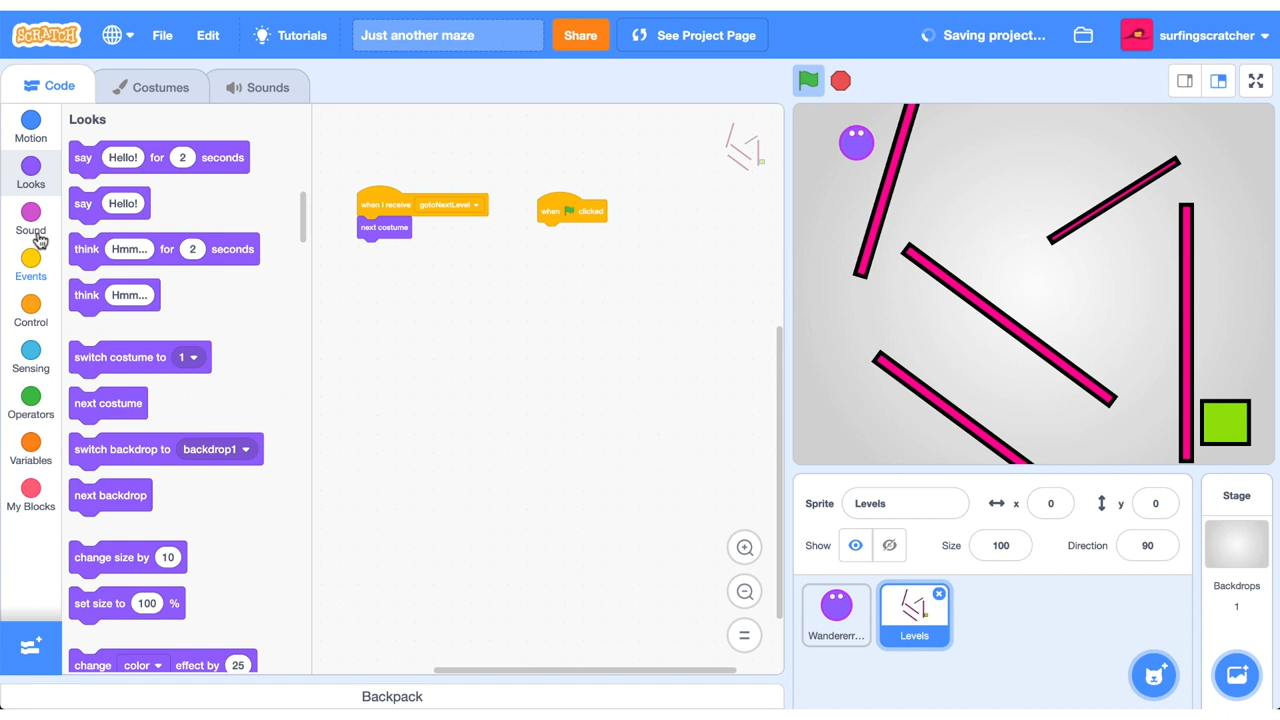 SCRATCH File Edit Tutorials Just another maze Share See Project Page Saving project... surfingscratcher
Code Costumes Sounds
Motion
Looks
Sound
Events
Control
Sensing
Operators
Variables
My Blocks
Looks
say Hello! for 2 seconds
say Hello!
think Hmm... for 2 seconds
think Hmm...
switch costume to 1
next costume
switch backdrop to backdrop1
next backdrop
change size by 10
set size to 100 %
change color effect by 25
when I receive gotoNextLevel
next costume
when clicked
Sprite Levels x 0 y 0
Show Size 100 Direction 90
Wandererr...
Levels
Stage
Backdrops
1
Backpack